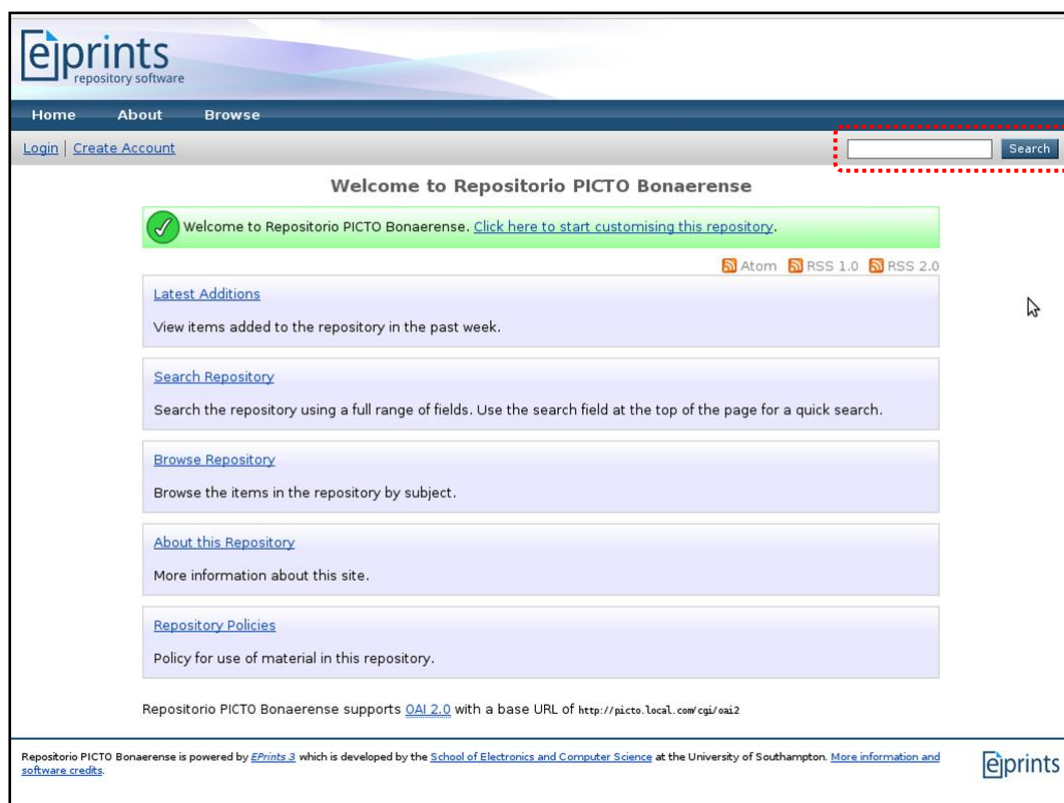 eprints
repository software
Home About Browse
Login | Create Account Search
Welcome to Repositorio PICTO Bonaerense
Welcome to Repositorio PICTO Bonaerense. Click here to start customising this repository.
Atom RSS 1.0 RSS 2.0
Latest Additions
View items added to the repository in the past week.
Search Repository
Search the repository using a full range of fields. Use the search field at the top of the page for a quick search.
Browse Repository
Browse the items in the repository by subject.
About this Repository
More information about this site.
Repository Policies
Policy for use of material in this repository.
Repositorio PICTO Bonaerense supports OAI 2.0 with a base URL of http://picto.local.com/cgi/oai2
Repositorio PICTO Bonaerense is powered by EPrints 3 which is developed by the School of Electronics and Computer Science at the University of Southampton. More information and
software credits.
eprints